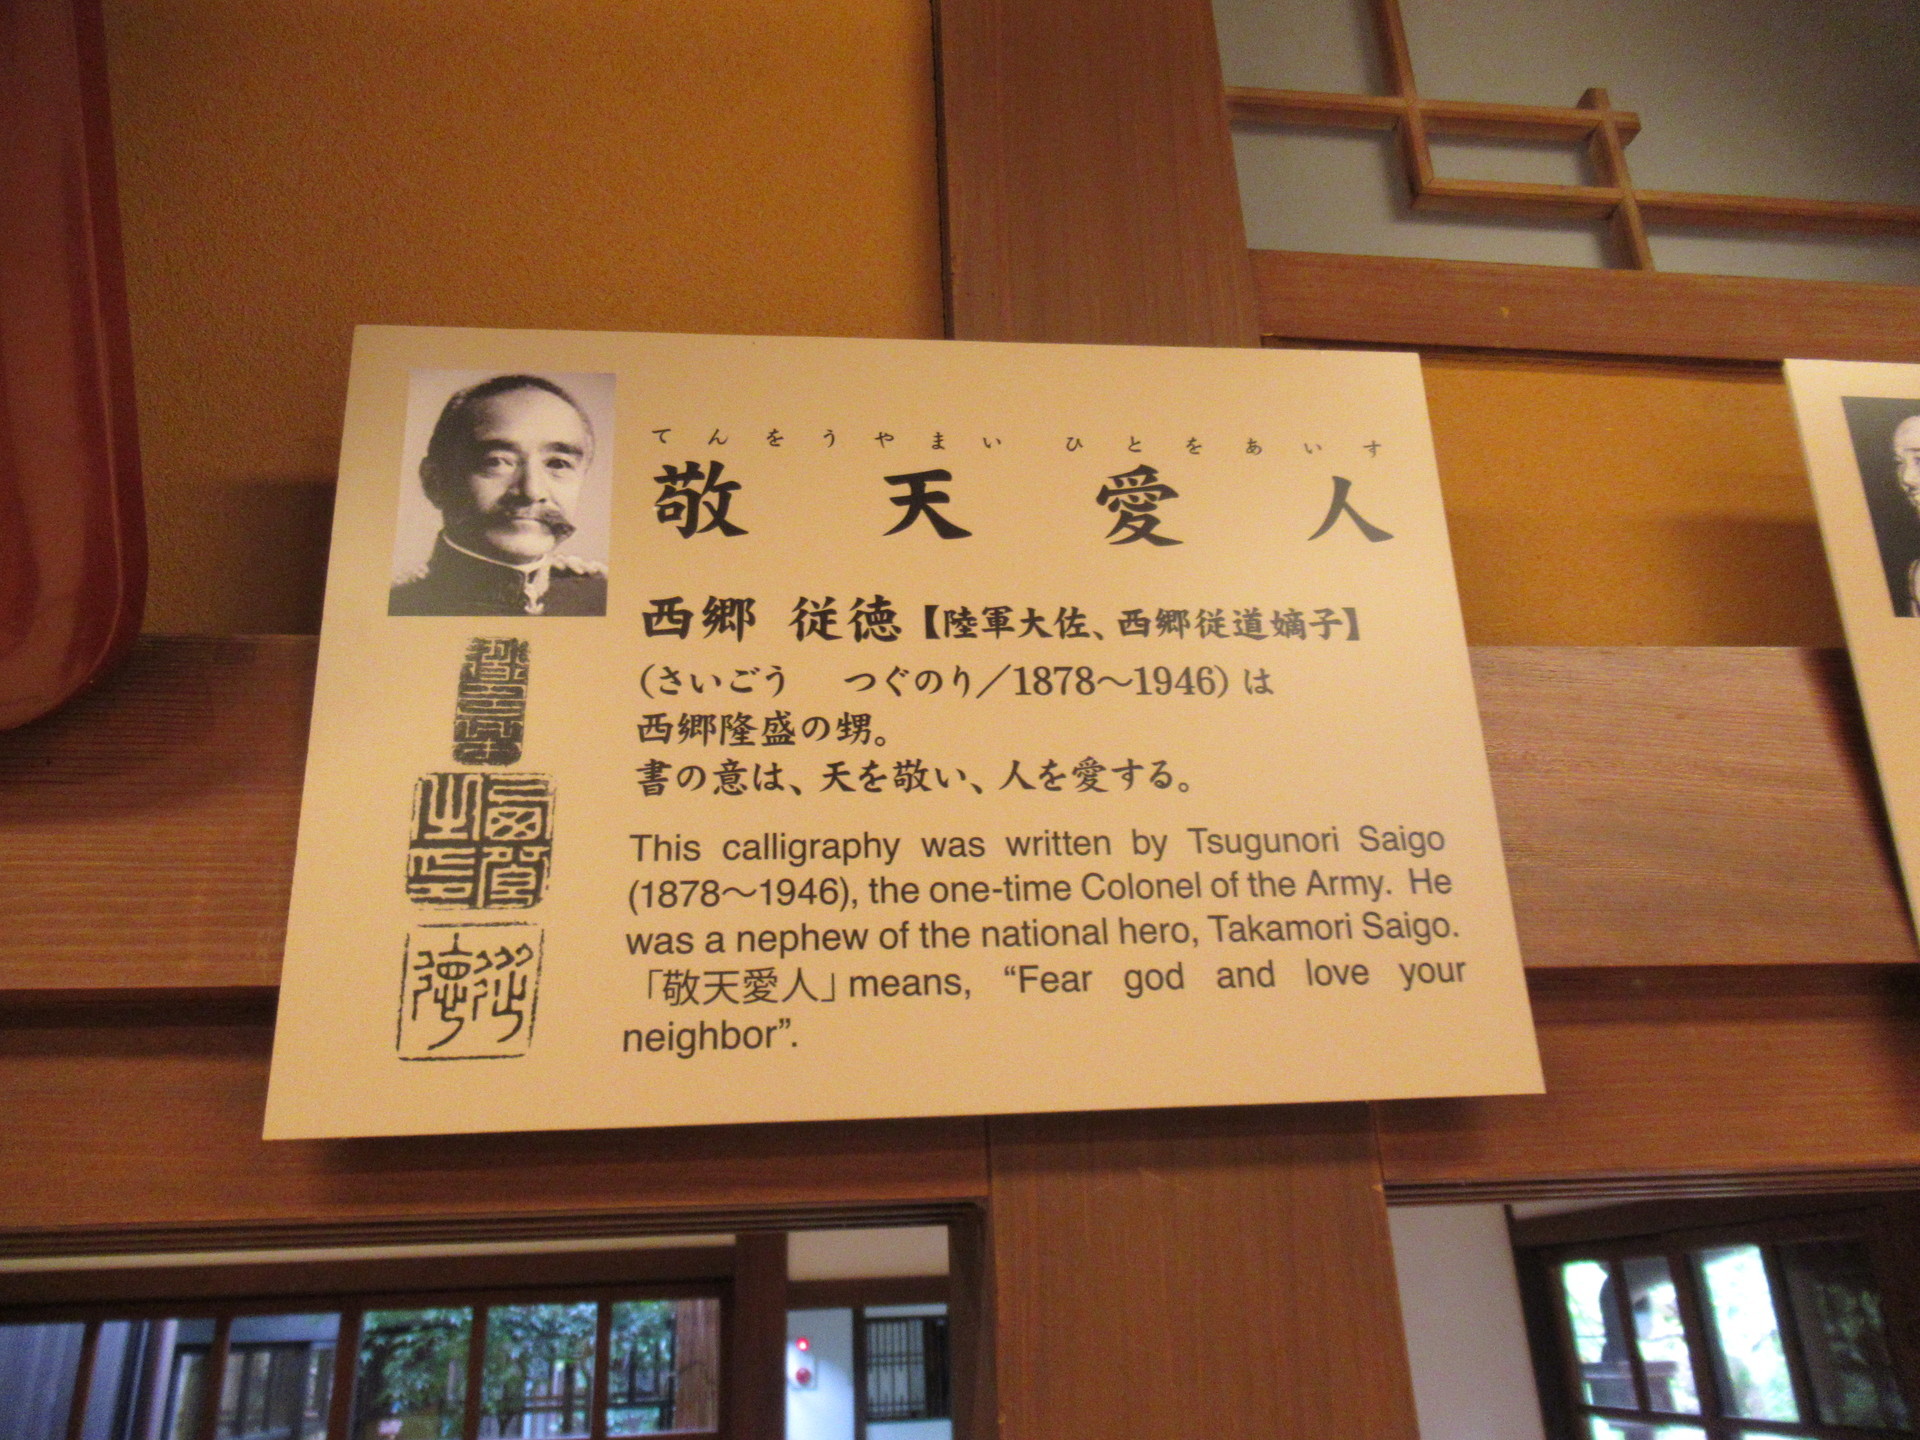 てんをうやまい ひとをあいす
敬 天 愛 人
西郷 従徳【陸軍大佐、西郷従道嫡子】
(さいごう つぐのり/1878〜1946)は
西郷隆盛の甥。
書の意は、天を敬い、人を愛する。
This calligraphy was written by Tsugunori Saigo
(1878〜1946), the one-time Colonel of the Army. He
was a nephew of the national hero, Takamori Saigo.
「敬天愛人」means, “Fear god and love your
neighbor”.